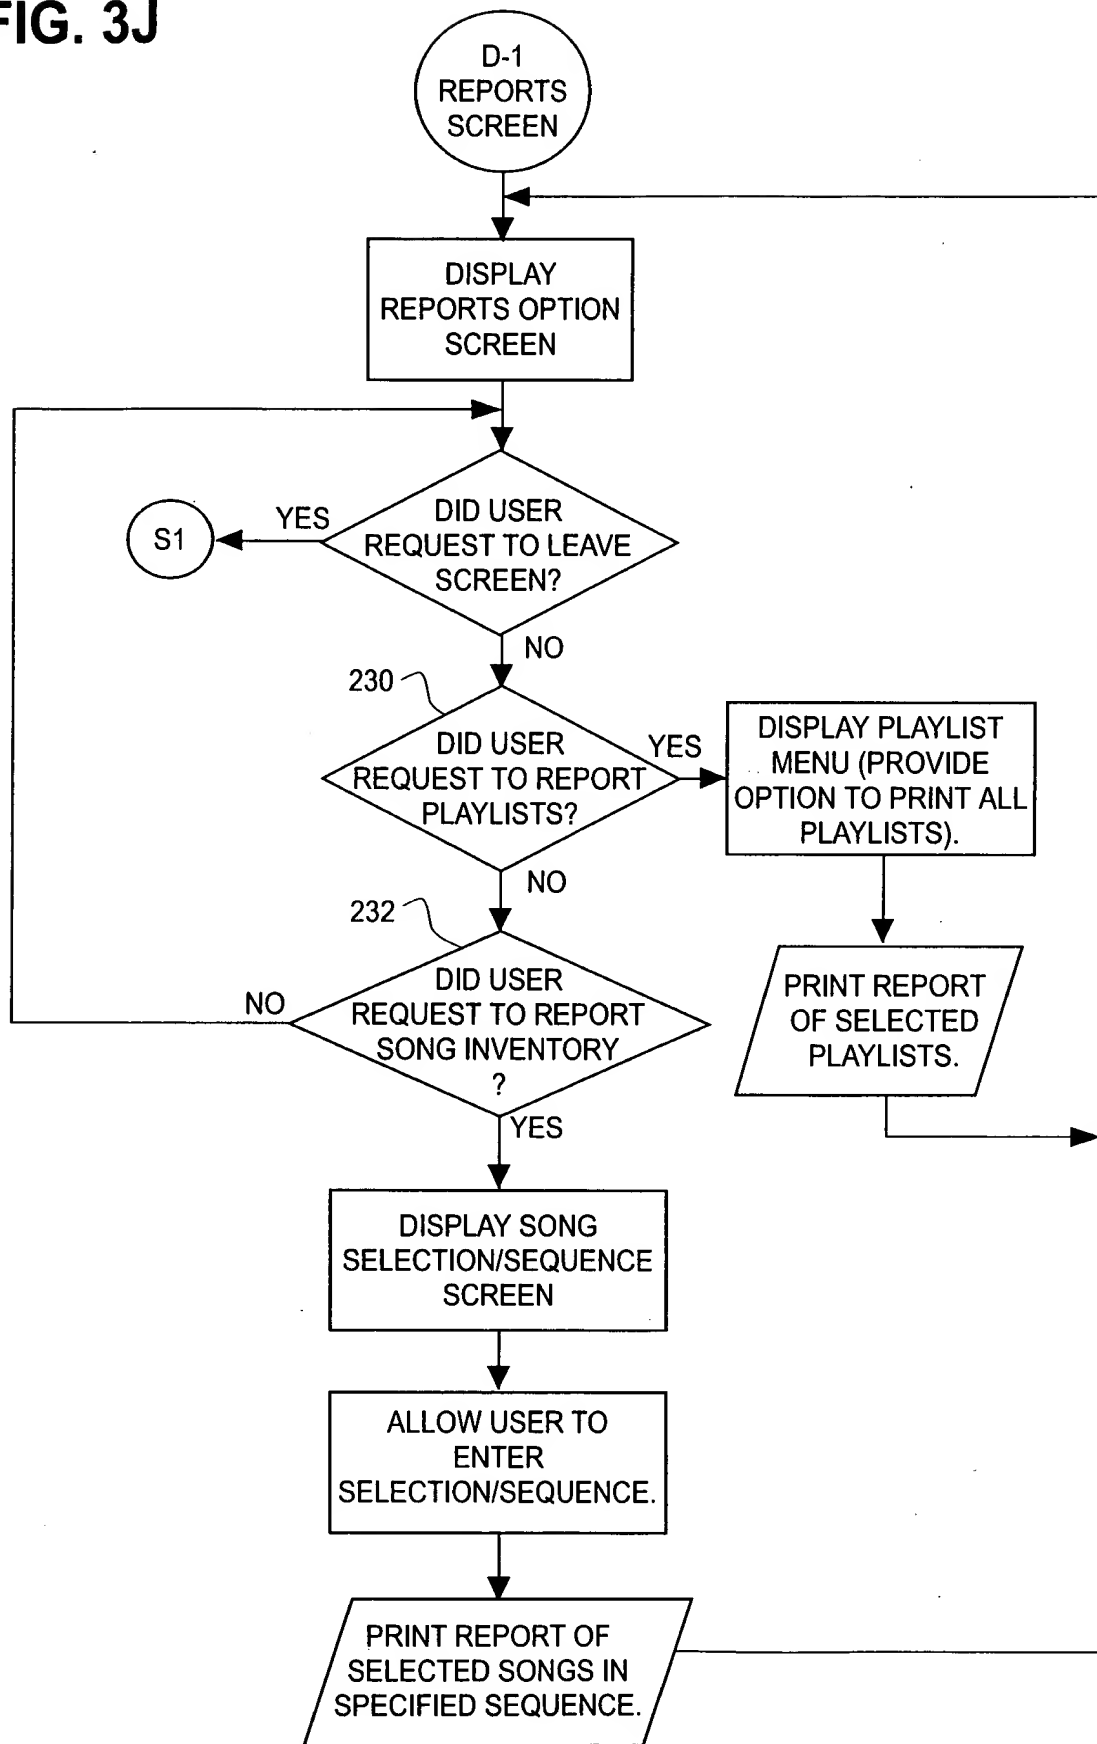 FIG. 3J
D-1
REPORTS
SCREEN
DISPLAY
REPORTS OPTION
SCREEN
S1
YES
DID USER
REQUEST TO LEAVE
SCREEN?
NO
230
DID USER
REQUEST TO REPORT
PLAYLISTS?
YES
DISPLAY PLAYLIST
MENU (PROVIDE
OPTION TO PRINT ALL
PLAYLISTS).
NO
232
DID USER
REQUEST TO REPORT
SONG INVENTORY
?
NO
PRINT REPORT
OF SELECTED
PLAYLISTS.
YES
DISPLAY SONG
SELECTION/SEQUENCE
SCREEN
ALLOW USER TO
ENTER
SELECTION/SEQUENCE.
PRINT REPORT OF
SELECTED SONGS IN
SPECIFIED SEQUENCE.